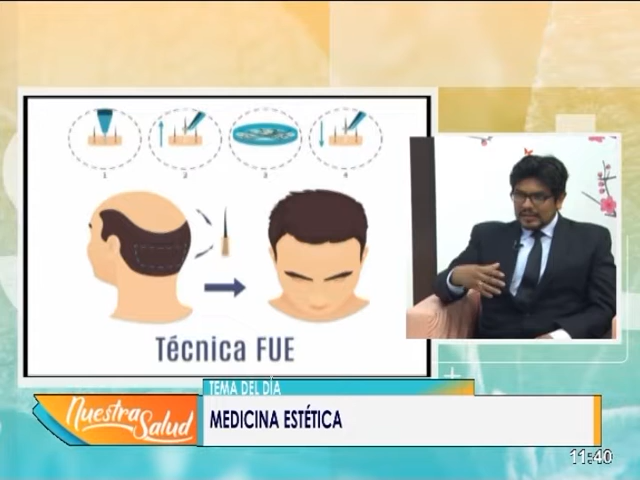 1
2
3
4
Técnica FUE
TEMA DEL DÍA
Nuestra
Salud
MEDICINA ESTÉTICA
11:40